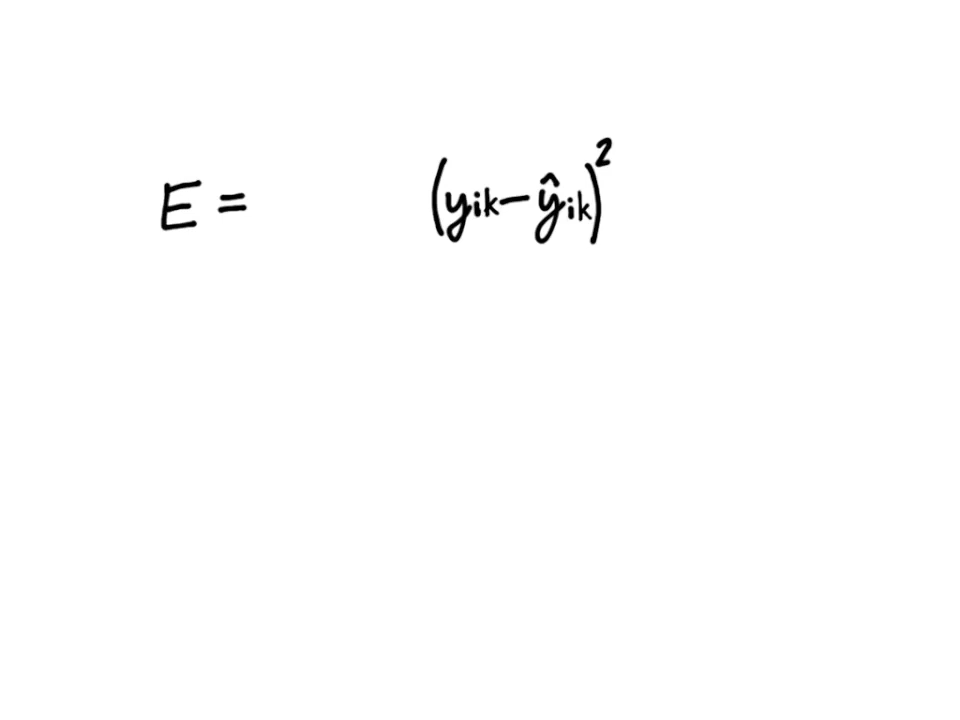 E = (yik - ŷik)²